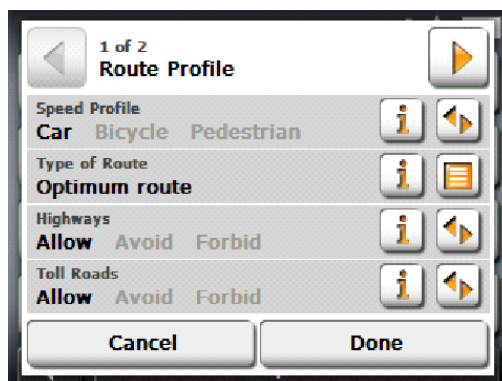 1 of 2
Route Profile
Speed Profile
Car Bicycle Pedestrian
Type of Route
Optimum route
Highways
Allow Avoid Forbid
Toll Roads
Allow Avoid Forbid
Cancel Done